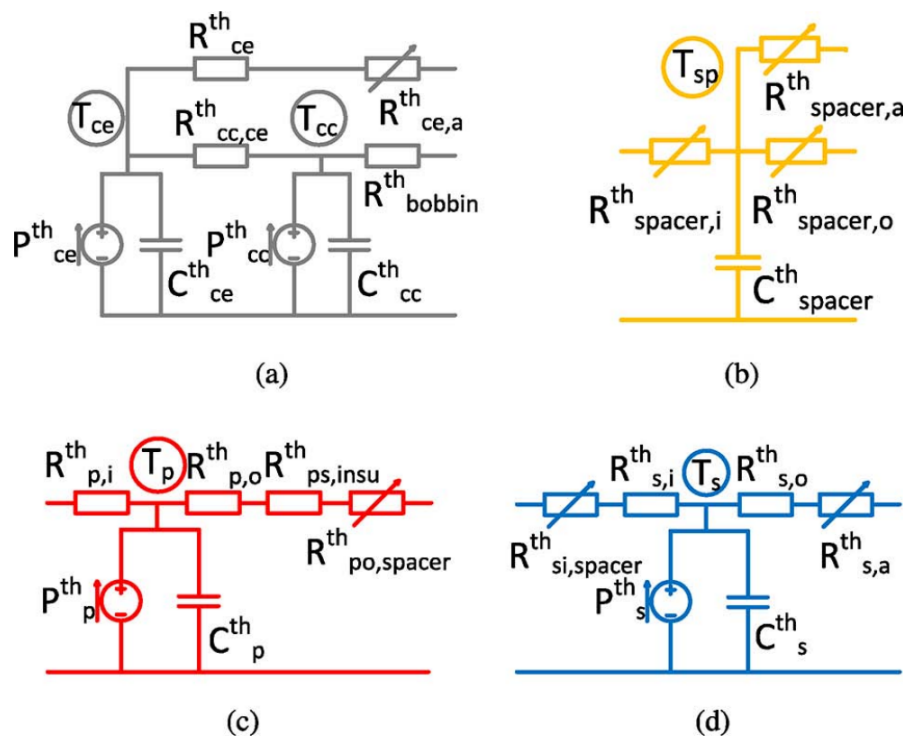 R^th_ce
T_ce
R^th_cc,ce
T_cc
R^th_ce,a
R^th_bobbin
P^th_ce
+
-
C^th_ce
P^th_cc
+
-
C^th_cc
(a)
T_sp
R^th_spacer,a
R^th_spacer,i
R^th_spacer,o
C^th_spacer
(b)
R^th_p,i
T_p
R^th_p,o
R^th_ps,insu
R^th_po,spacer
P^th_p
+
-
C^th_p
(c)
R^th_s,i
T_s
R^th_s,o
R^th_si,spacer
R^th_s,a
P^th_s
+
-
C^th_s
(d)